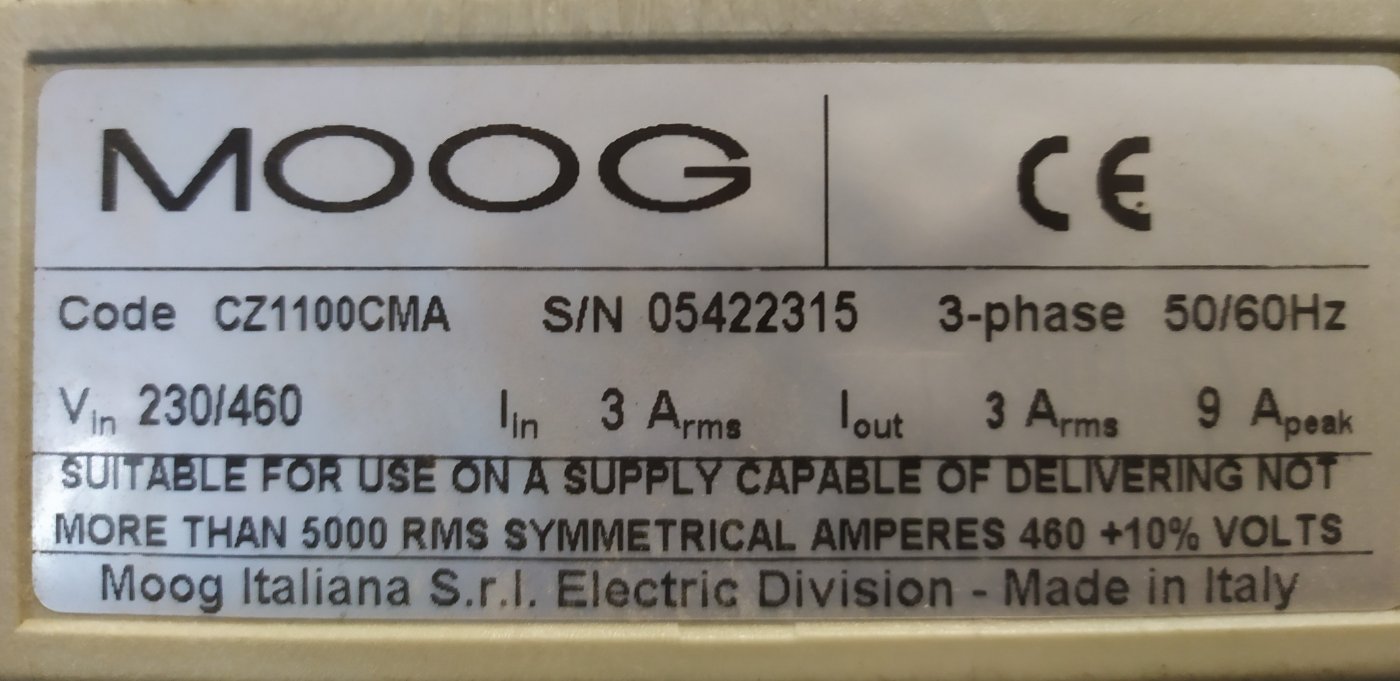 MOOG CE
Code CZ1100CMA S/N 05422315 3-phase 50/60Hz
Vin 230/460 Iin 3 Arms Iout 3 Arms 9 Apeak
SUITABLE FOR USE ON A SUPPLY CAPABLE OF DELIVERING NOT
MORE THAN 5000 RMS SYMMETRICAL AMPERES 460 +10% VOLTS
Moog Italiana S.r.l. Electric Division - Made in Italy